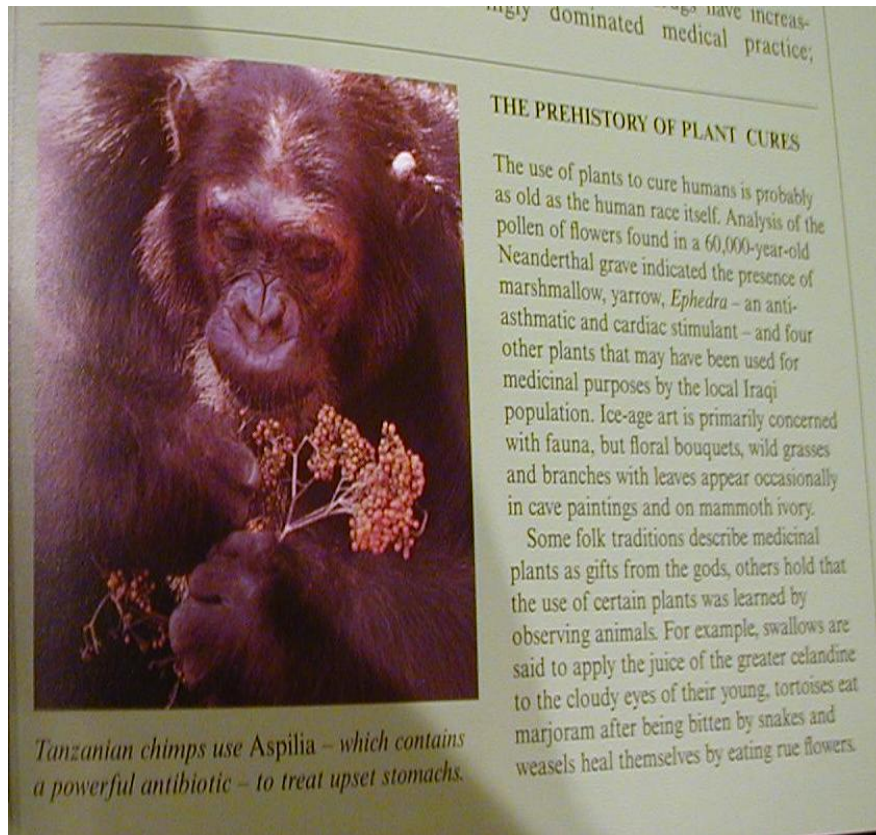 have increas-
dominated medical practice;
THE PREHISTORY OF PLANT CURES
The use of plants to cure humans is probably
as old as the human race itself. Analysis of the
pollen of flowers found in a 60,000-year-old
Neanderthal grave indicated the presence of
marshmallow, yarrow, Ephedra – an anti-
asthmatic and cardiac stimulant – and four
other plants that may have been used for
medicinal purposes by the local Iraqi
population. Ice-age art is primarily concerned
with fauna, but floral bouquets, wild grasses
and branches with leaves appear occasionally
in cave paintings and on mammoth ivory.
Some folk traditions describe medicinal
plants as gifts from the gods, others hold that
the use of certain plants was learned by
observing animals. For example, swallows are
said to apply the juice of the greater celandine
to the cloudy eyes of their young, tortoises eat
marjoram after being bitten by snakes and
weasels heal themselves by eating rue flowers.
Tanzanian chimps use Aspilia – which contains
a powerful antibiotic – to treat upset stomachs.